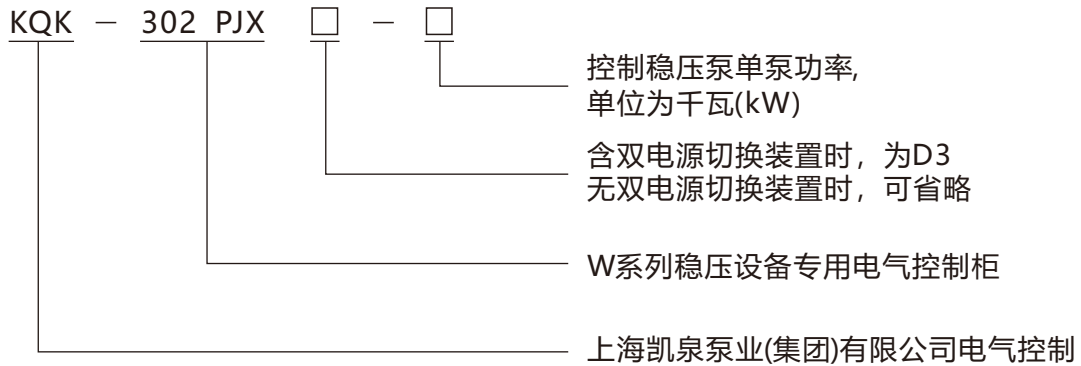 KQK － 302 PJX □ － □
控制稳压泵单泵功率,
单位为千瓦(kW)
含双电源切换装置时，为D3
无双电源切换装置时，可省略
W系列稳压设备专用电气控制柜
上海凯泉泵业(集团)有限公司电气控制